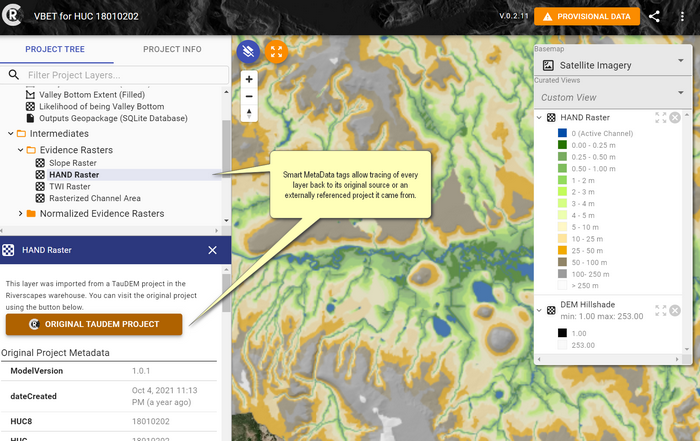 VBET for HUC 18010202
V.0.2.11
PROVISIONAL DATA
PROJECT TREE
PROJECT INFO
Filter Project Layers...
Valley Bottom Extent (Filled)
Likelihood of being Valley Bottom
Outputs Geopackage (SQLite Database)
Intermediates
Evidence Rasters
Slope Raster
HAND Raster
TWI Raster
Rasterized Channel Area
Normalized Evidence Rasters
HAND Raster
This layer was imported from a TauDEM project in the
Riverscapes warehouse. You can visit the original project
using the button below.
ORIGINAL TAUDEM PROJECT
Original Project Metadata
ModelVersion 1.0.1
dateCreated Oct 4, 2021 11:13
PM (a year ago)
HUC8 18010202
Smart MetaData tags allow tracing of every
layer back to its original source or an
externally referenced project it came from.
Basemap
Satellite Imagery
Curated Views
Custom View
HAND Raster
0 (Active Channel)
0.00 - 0.25 m
0.25 - 0.50 m
0.50 - 1.00 m
1 - 2 m
2 - 3 m
3 - 4 m
4 - 5 m
5 - 10 m
10 - 25 m
25 - 50 m
50 - 100 m
100- 250 m
> 250 m
DEM Hillshade
min: 1.00 max: 253.00
1.00
253.00